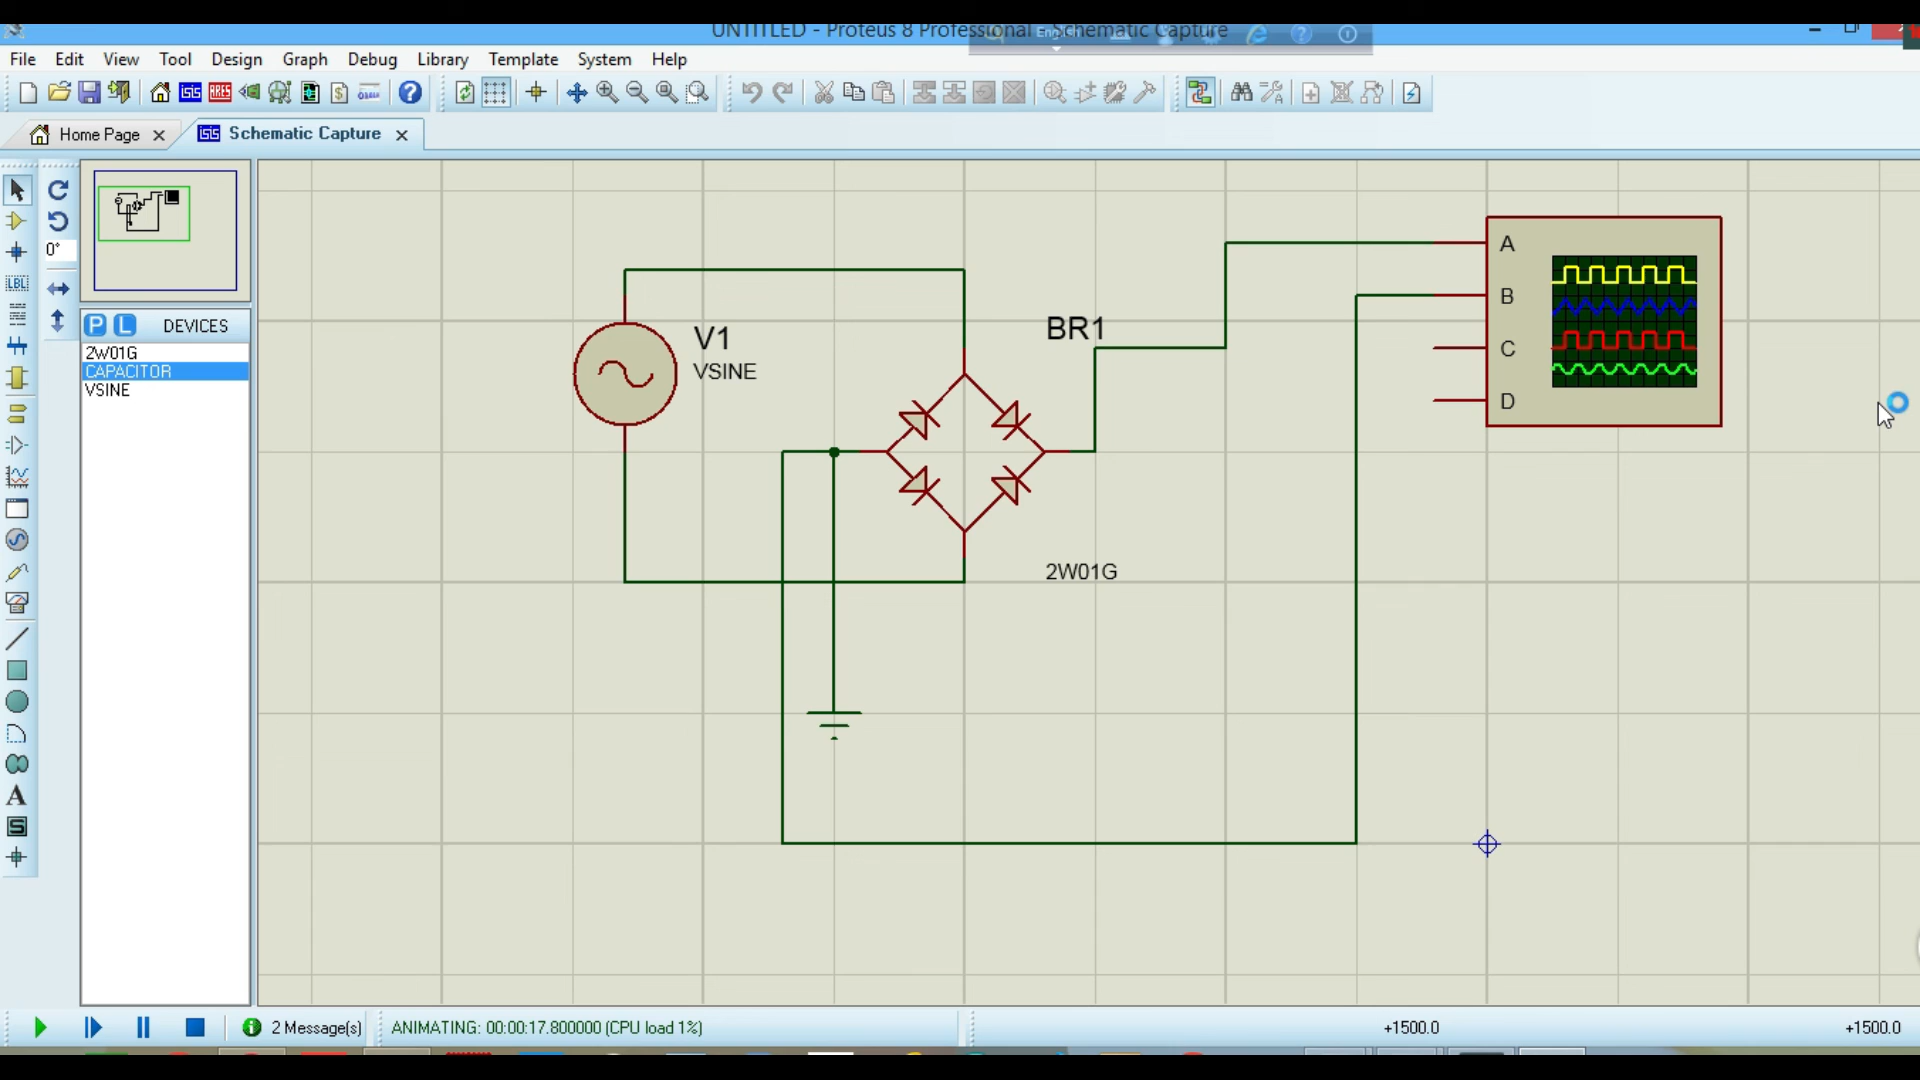 UNTITLED - Proteus 8 Professional - Schematic Capture
English
File Edit View Tool Design Graph Debug Library Template System Help
Home Page
Schematic Capture
0°
LBL
P L DEVICES
2W01G
CAPACITOR
VSINE
V1
VSINE
BR1
2W01G
A
B
C
D
A
S
2 Message(s)
ANIMATING: 00:00:17.800000 (CPU load 1%)
+1500.0
+1500.0